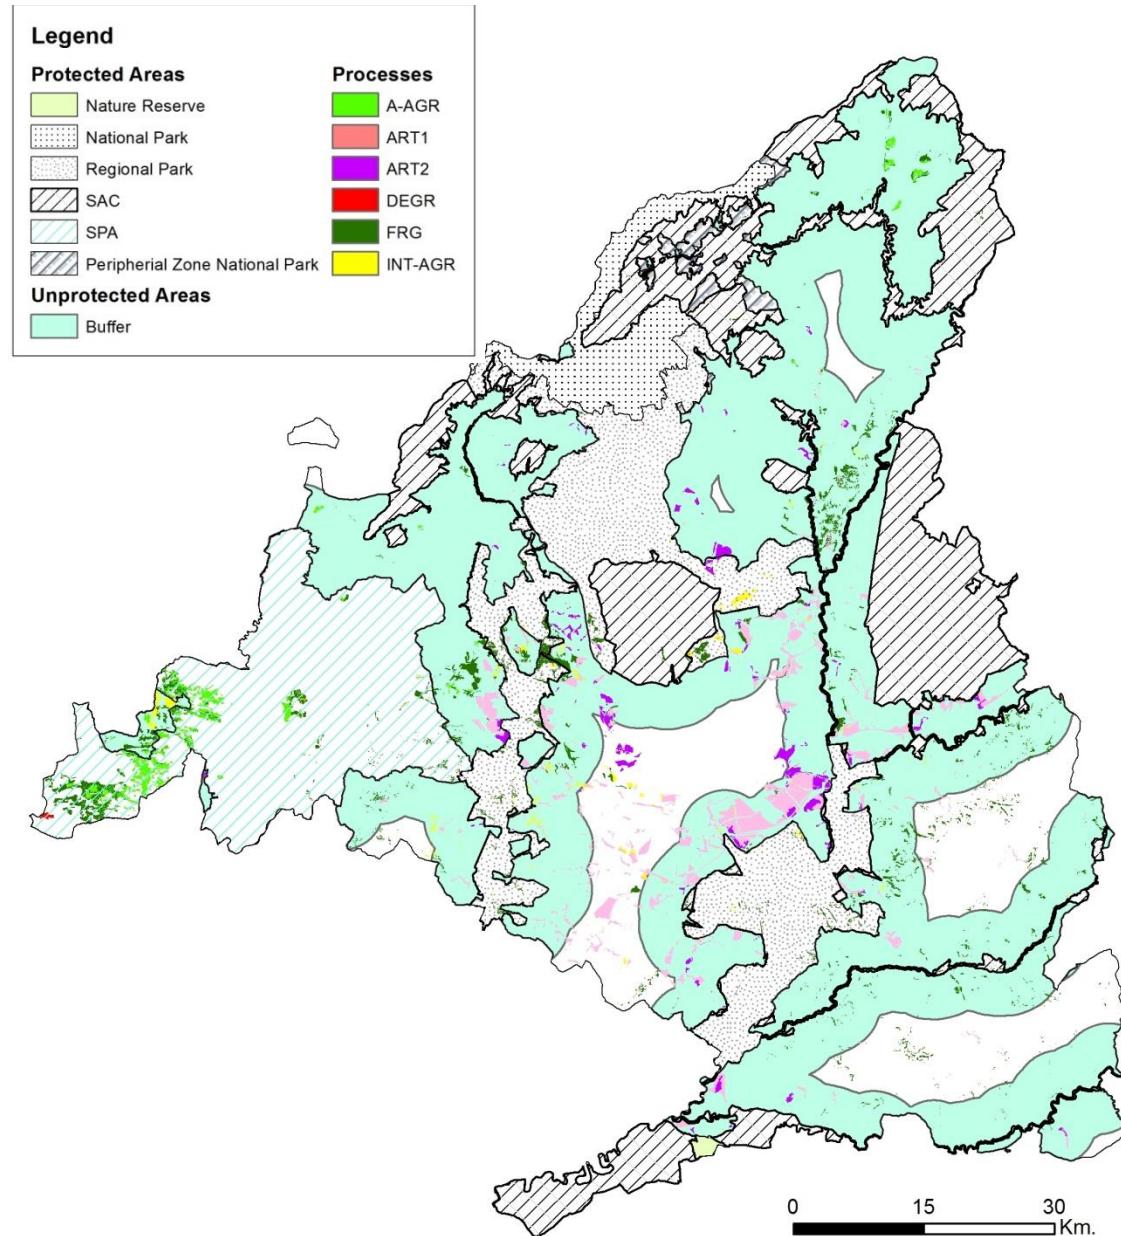 Legend
Protected Areas
Nature Reserve
National Park
Regional Park
SAC
SPA
Peripherial Zone National Park
Unprotected Areas
Buffer
Processes
A-AGR
ART1
ART2
DEGR
FRG
INT-AGR
0 15 30
Km.